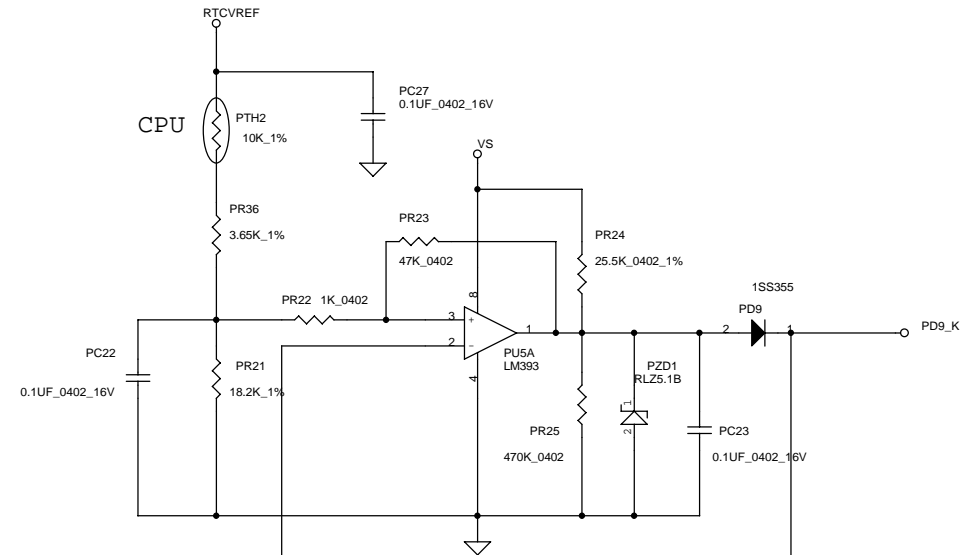 RTCVREF
PC27
0.1UF_0402_16V
CPU
PTH2
10K_1%
VS
PR36
3.65K_1%
PR23
47K_0402
PR24
25.5K_0402_1%
1SS355
PD9
PR22 1K_0402
8
3
+
1
2
1
PD9_K
2
-
PU5A
LM393
PC22
0.1UF_0402_16V
PR21
18.2K_1%
4
PZD1
RLZ5.1B
1
2
PR25
470K_0402
PC23
0.1UF_0402_16V